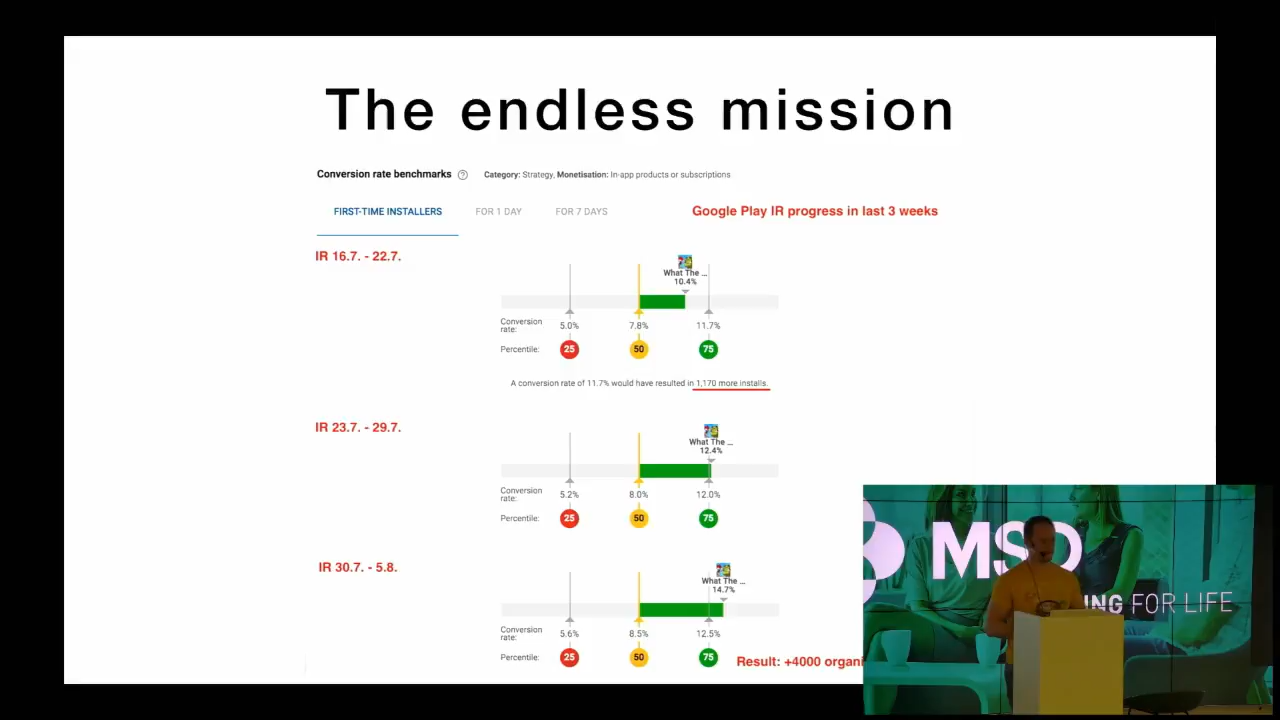 The endless mission
Conversion rate benchmarks ? Category: Strategy, Monetisation: In-app products or subscriptions
FIRST-TIME INSTALLERS FOR 1 DAY FOR 7 DAYS
Google Play IR progress in last 3 weeks
IR 16.7. - 22.7.
What The ...
10.4%
Conversion rate: 5.0% 7.8% 11.7%
Percentile: 25 50 75
A conversion rate of 11.7% would have resulted in 1,170 more installs.
IR 23.7. - 29.7.
What The ...
12.4%
Conversion rate: 5.2% 8.0% 12.0%
Percentile: 25 50 75
IR 30.7. - 5.8.
What The ...
14.7%
Conversion rate: 5.6% 8.5% 12.5%
Percentile: 25 50 75
Result: +4000 organi
MSD
ING FOR LIFE